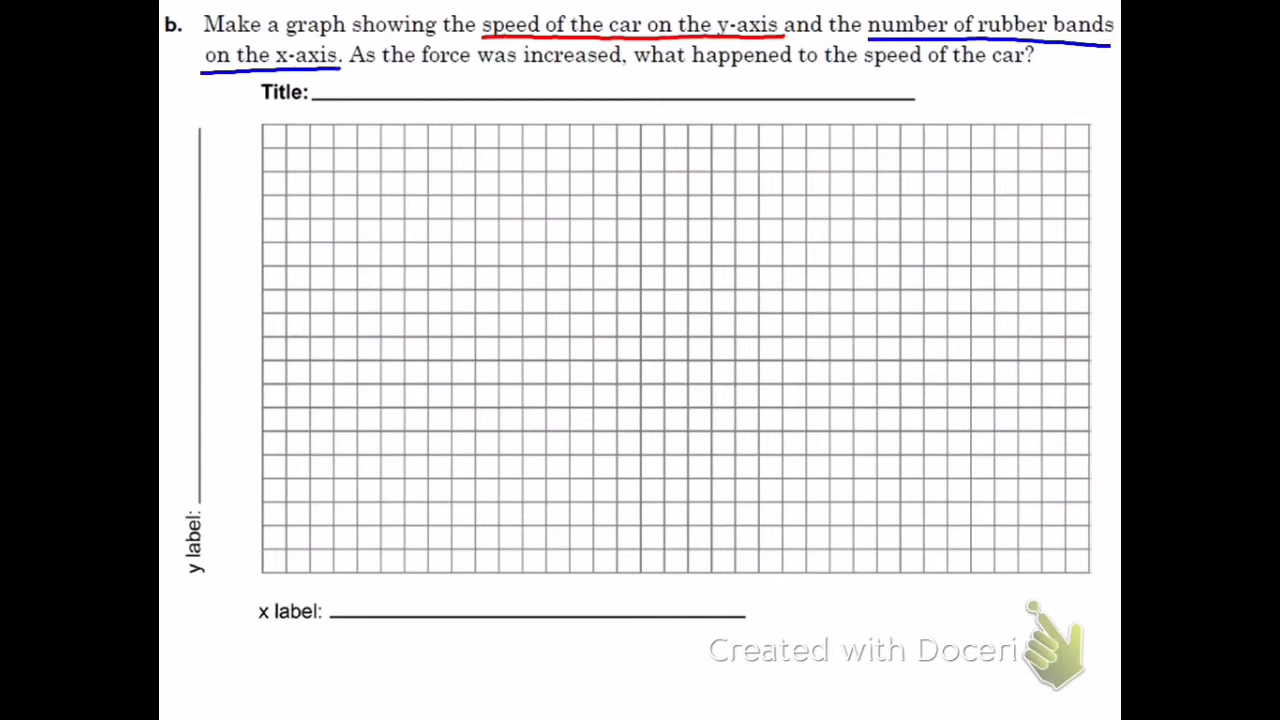 b. Make a graph showing the speed of the car on the y-axis and the number of rubber bands
on the x-axis. As the force was increased, what happened to the speed of the car?
Title:
y label:
x label:
Created with Doceri